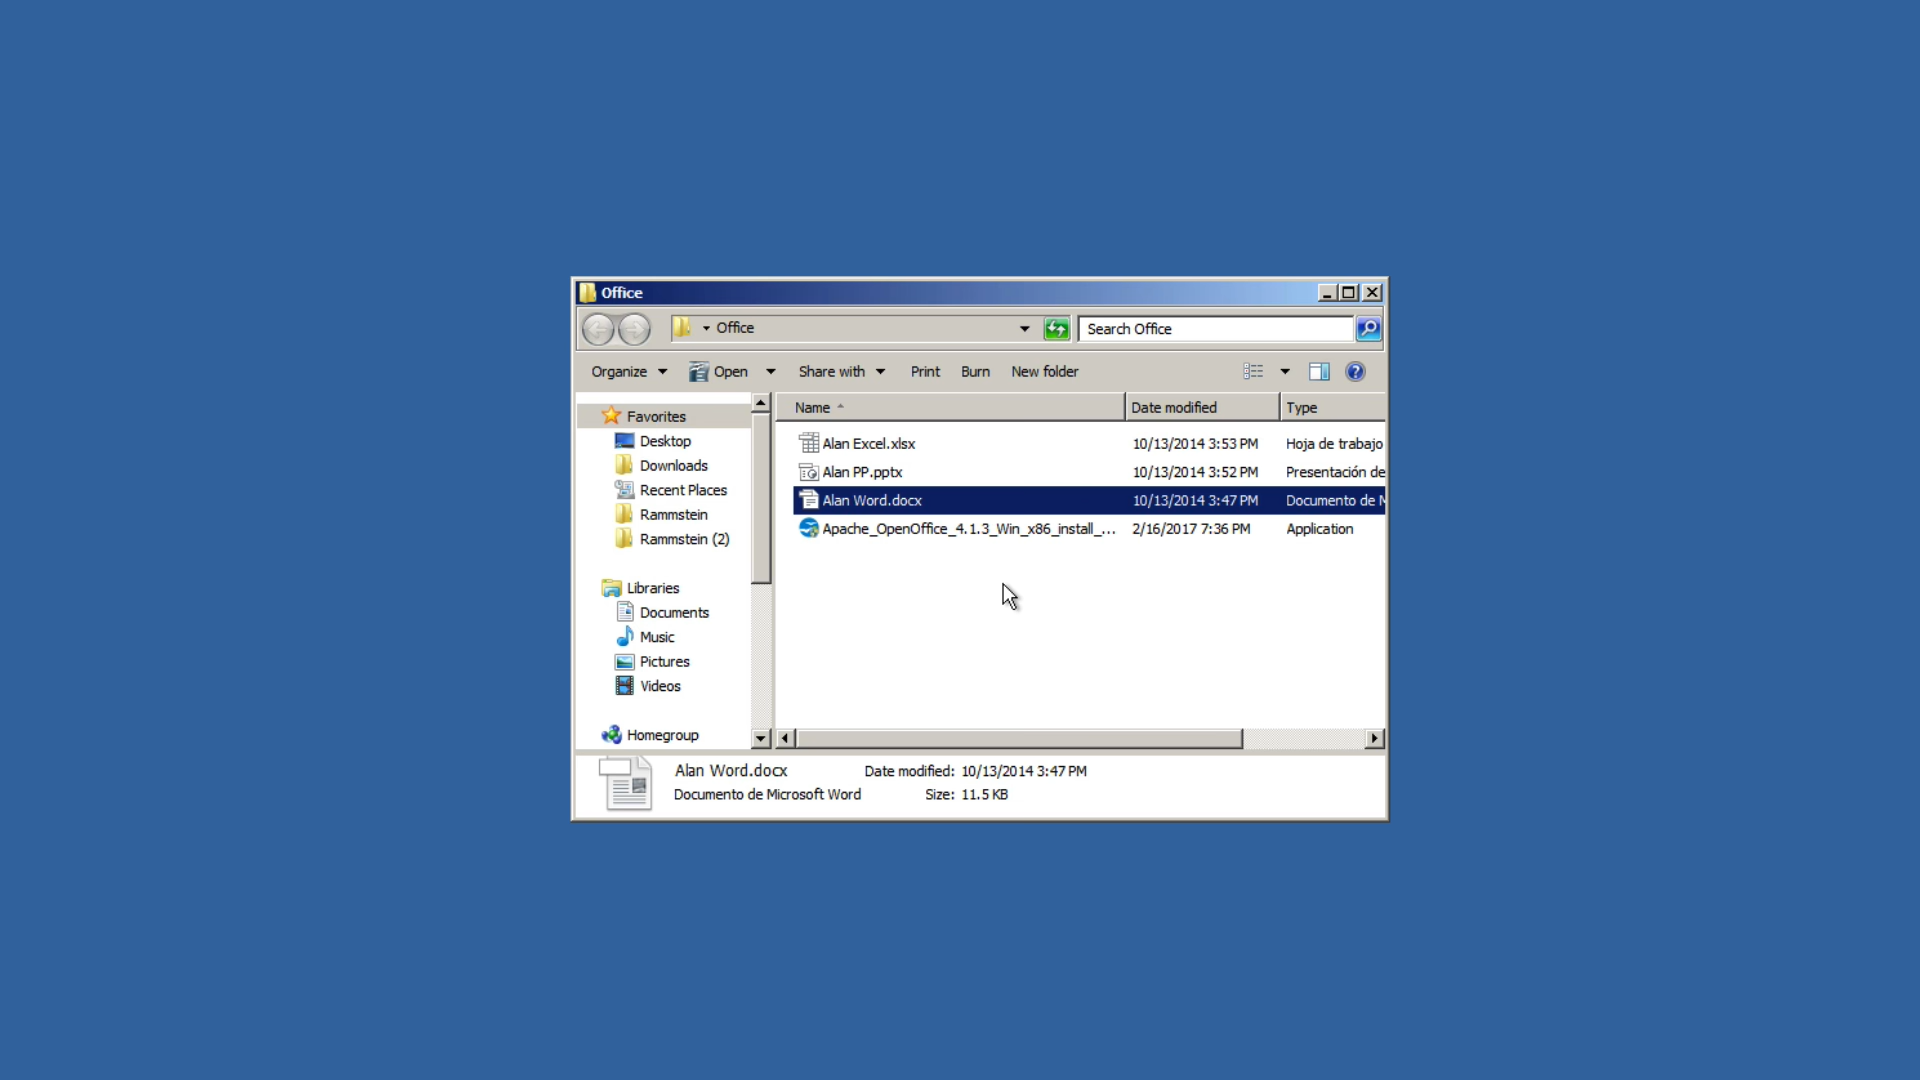 Office
Office
Search Office
Organize Open Share with Print Burn New folder
Favorites
Desktop
Downloads
Recent Places
Rammstein
Rammstein (2)
Libraries
Documents
Music
Pictures
Videos
Homegroup
Name Date modified Type
Alan Excel.xlsx 10/13/2014 3:53 PM Hoja de trabajo
Alan PP.pptx 10/13/2014 3:52 PM Presentación de
Alan Word.docx 10/13/2014 3:47 PM Documento de
Apache_OpenOffice_4.1.3_Win_x86_install_... 2/16/2017 7:36 PM Application
Alan Word.docx Date modified: 10/13/2014 3:47 PM
Documento de Microsoft Word Size: 11.5 KB